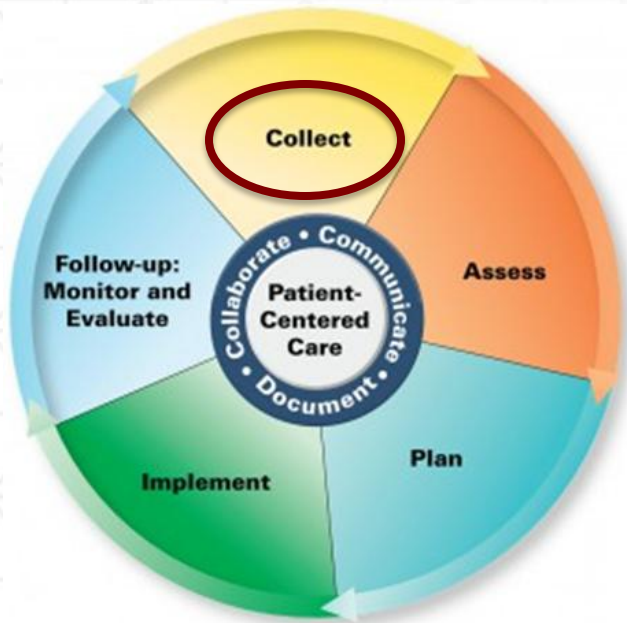 Collect
Assess
Plan
Implement
Follow-up:
Monitor and
Evaluate
Collaborate • Communicate • Document •
Patient-
Centered
Care